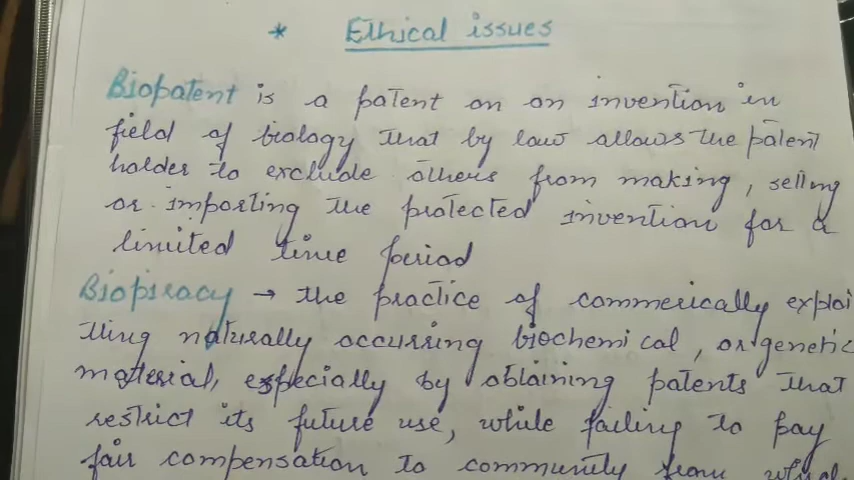 * Ethical issues
Biopatent is a patent on an invention in
field of biology that by law allows the patent
holder to exclude others from making, selling
or importing the protected invention for a
limited time period
Biopiracy → the practice of commerically exploi
ting naturally occurring biochemical, or genetic
material, especially by obtaining patents that
restrict its future use, while failing to pay
fair compensation to community from which